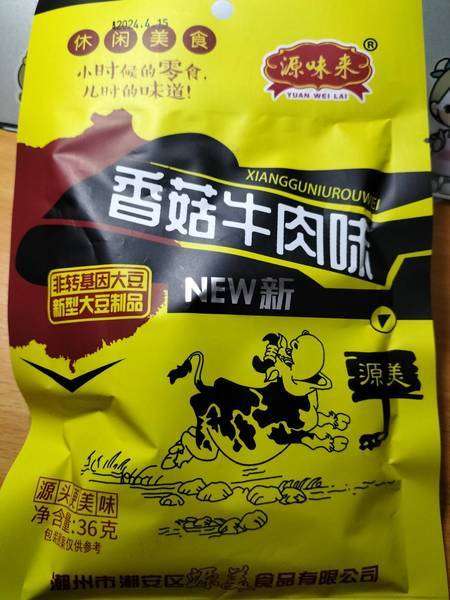 2024.4.15
休闲美食
源味来®
YUAN WEI LAI
小时候的零食,
儿时的味道!
XIANGGUNIUROUWEI
香菇牛肉味
非转基因大豆
新型大豆制品
NEW新
源美
源头更美味
净含量:36克
仅供参考
潮州市潮安区源美食品有限公司